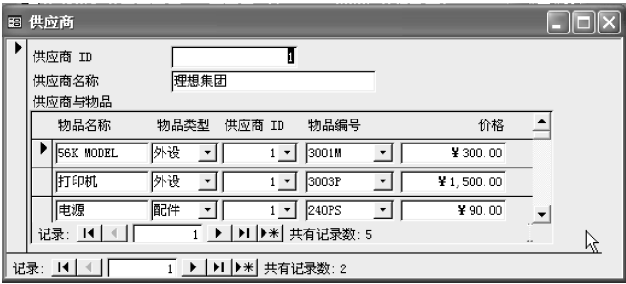 供应商
供应商 ID 1
供应商名称 理想集团
供应商与物品
物品名称 物品类型 供应商 ID 物品编号 价格
56K MODEL 外设 1 3001M ￥300.00
打印机 外设 1 3003P ￥1,500.00
电源 配件 1 240PS ￥90.00
记录: 1 共有记录数: 5
记录: 1 共有记录数: 2